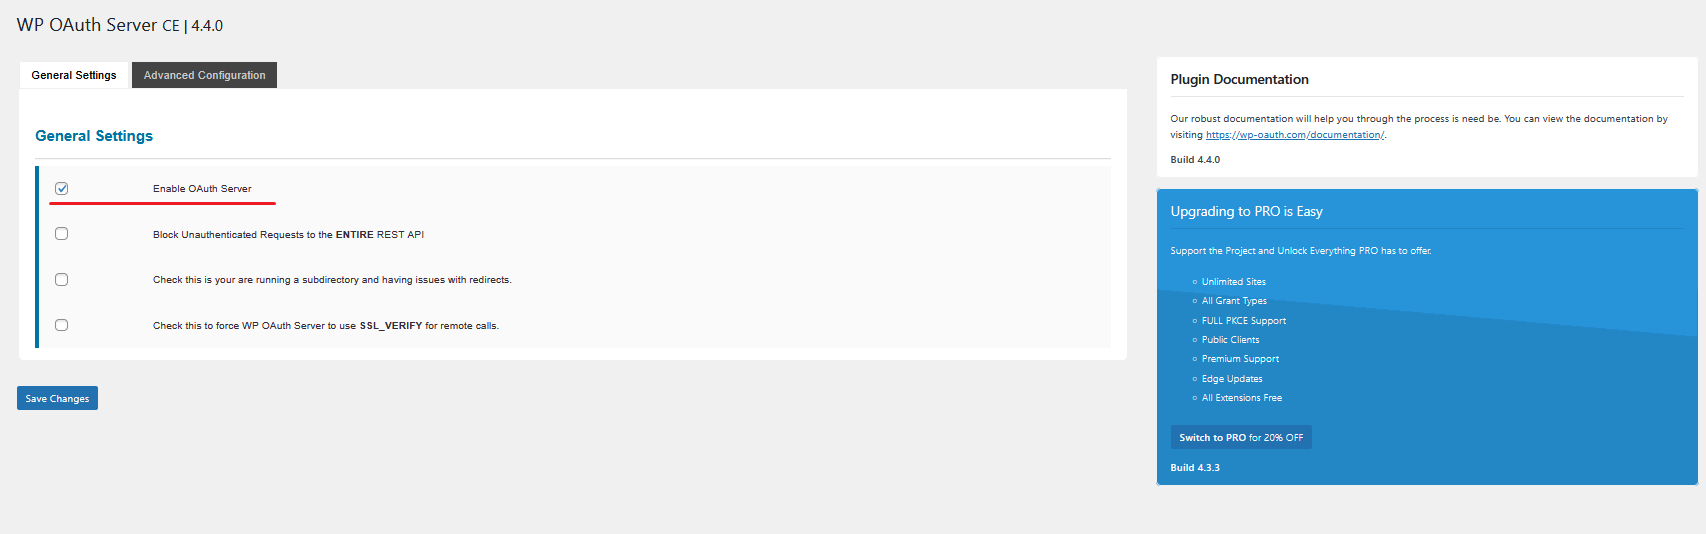 WP OAuth Server CE | 4.4.0
General Settings
Advanced Configuration
General Settings
Enable OAuth Server
Block Unauthenticated Requests to the ENTIRE REST API
Check this is your are running a subdirectory and having issues with redirects.
Check this to force WP OAuth Server to use SSL_VERIFY for remote calls.
Save Changes
Plugin Documentation
Our robust documentation will help you through the process is need be. You can view the documentation by
visiting https://wp-oauth.com/documentation/.
Build 4.4.0
Upgrading to PRO is Easy
Support the Project and Unlock Everything PRO has to offer.
Unlimited Sites
All Grant Types
FULL PKCE Support
Public Clients
Premium Support
Edge Updates
All Extensions Free
Switch to PRO for 20% OFF
Build 4.3.3